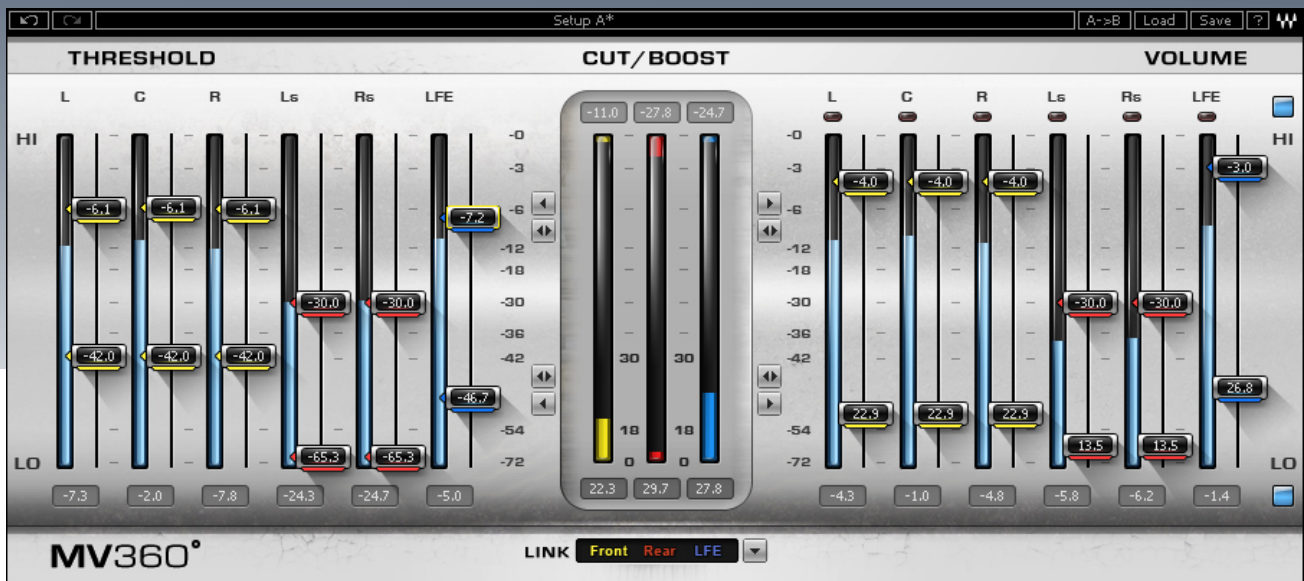 Setup A*
A->B Load Save ?
THRESHOLD CUT/BOOST VOLUME
L C R Ls Rs LFE L C R Ls Rs LFE
-11.0 -27.8 -24.7
HI -0 -0 HI
-3 -3 -3.0
-4.0 -4.0 -4.0
-6.1 -6.1 -6.1 -7.2 -6 -6
-12 -12
-18 -18
-30.0 -30.0 -30 -30 -30.0 -30.0
-36 -36
-42.0 -42.0 -42.0 -42 30 30 -42
-46.7 26.8
22.9 22.9 22.9
-54 18 18 -54
13.5 13.5
LO -65.3 -65.3 -72 0 0 -72 LO
-7.3 -2.0 -7.8 -24.3 -24.7 -5.0 22.3 29.7 27.8 -4.3 -1.0 -4.8 -5.8 -6.2 -1.4
MV360° LINK Front Rear LFE